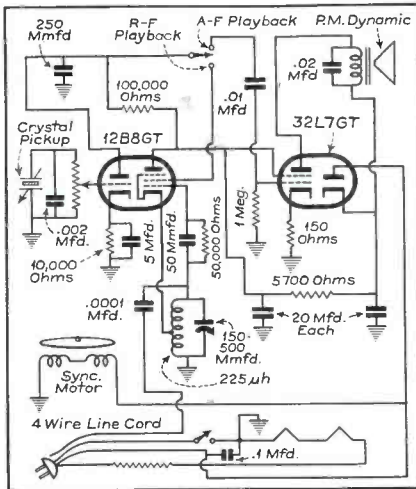 250
Mmfd
R-F
Playback
A-F Playback
P.M. Dynamic
.02
Mfd
100,000
Ohms
.01
Mfd
Crystal
Pickup
12B8GT
32L7GT
.002
Mfd.
10,000
Ohms
5 Mfd.
50 Mmfd.
50,000 Ohms
1 Meg.
150
Ohms
5700 Ohms
.0001
Mfd.
150-
500
Mmfd.
20 Mfd.
Each
225 μh
Sync.
Motor
4 Wire Line Cord
.1 Mfd.